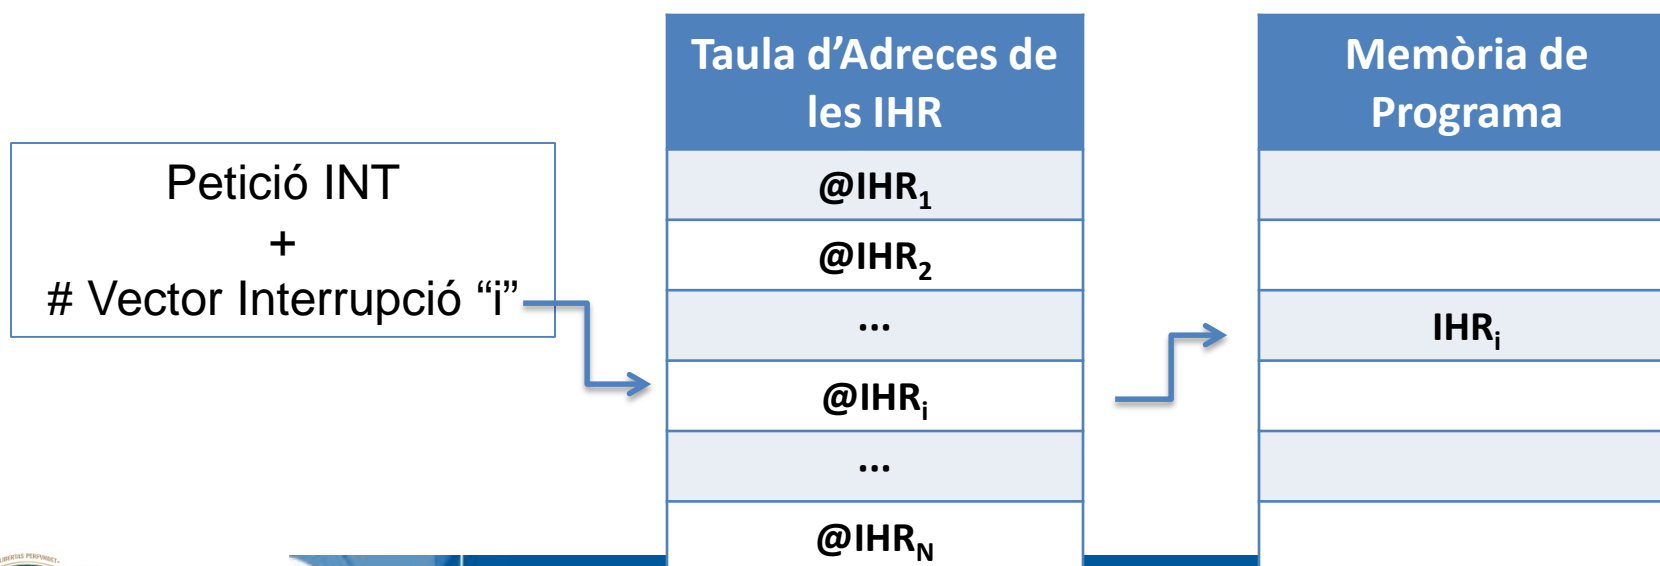 Petició INT
+
# Vector Interrupció “i”
Taula d’Adreces de
les IHR
@IHR1
@IHR2
...
@IHRi
...
@IHRN
Memòria de
Programa
IHRi